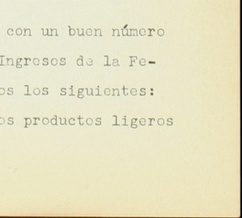 con un buen número
Ingresos de la Fe-
os los siguientes:
os productos ligeros